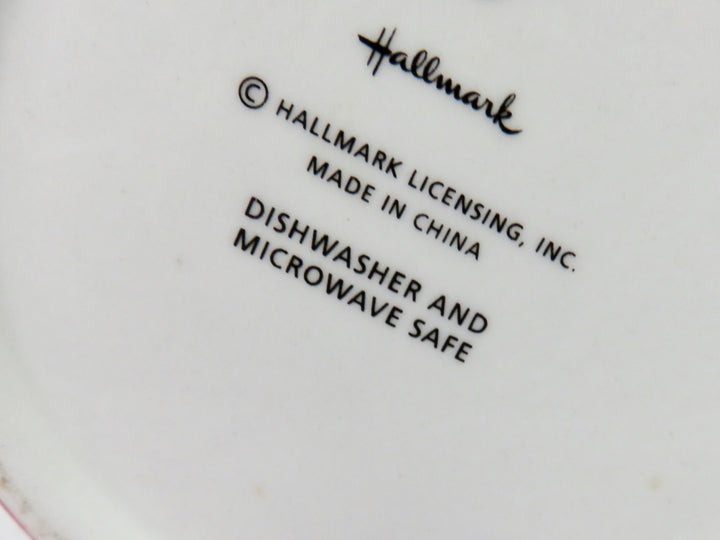 Hallmark
© HALLMARK LICENSING, INC.
MADE IN CHINA
DISHWASHER AND
MICROWAVE SAFE